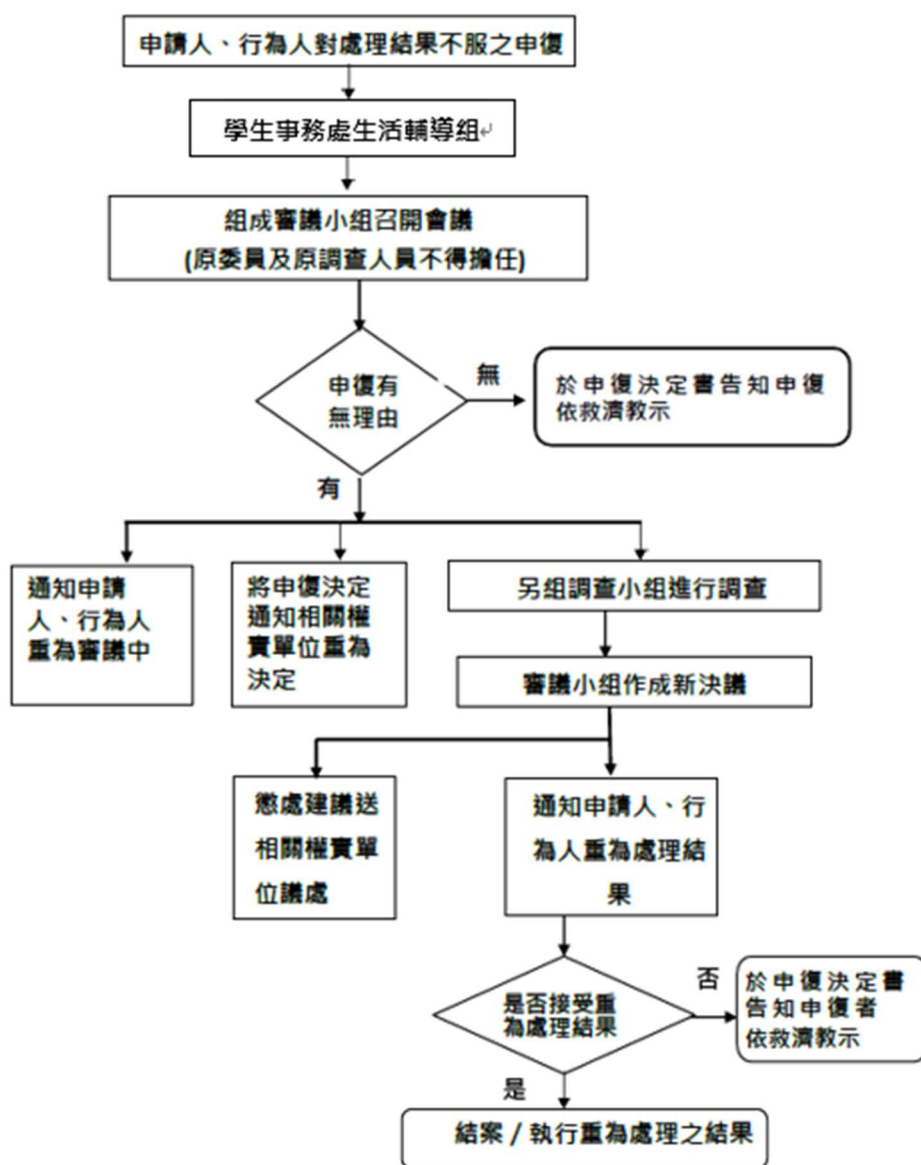 申請人、行為人對處理結果不服之申復
學生事務處生活輔導組↵
組成審議小組召開會議
(原委員及原調查人員不得擔任)
申復有
無理由
無
於申復決定書告知申復
依救濟教示
有
通知申請
人、行為人
重為審議中
將申復決定
通知相關權
責單位重為
決定
另組調查小組進行調查
審議小組作成新決議
懲處建議送
相關權責單
位議處
通知申請人、行
為人重為處理結
果
是否接受重
為處理結果
否
於申復決定書
告知申復者
依救濟教示
是
結案 / 執行重為處理之結果